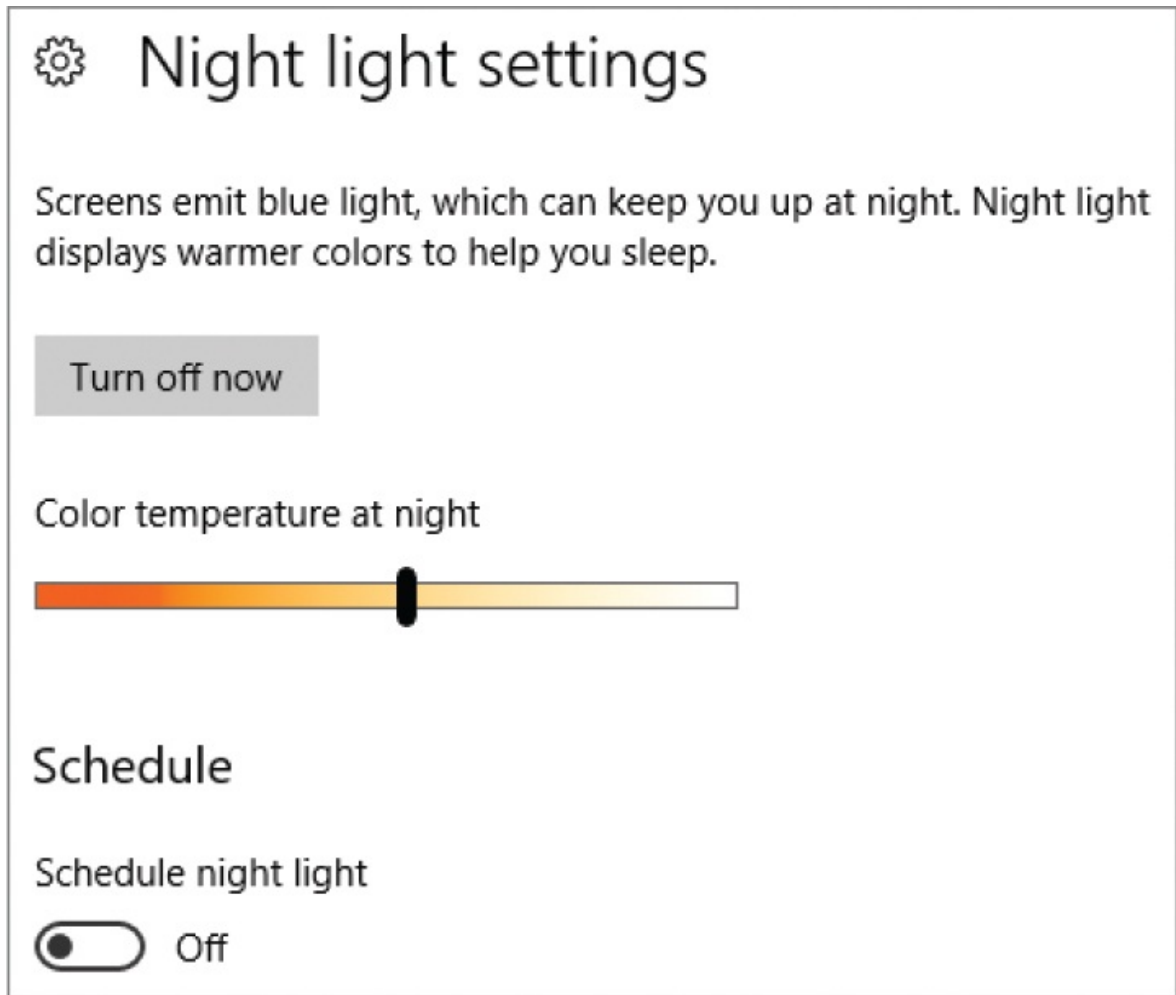 Night light settings
Screens emit blue light, which can keep you up at night. Night light
displays warmer colors to help you sleep.
Turn off now
Color temperature at night
Schedule
Schedule night light
Off